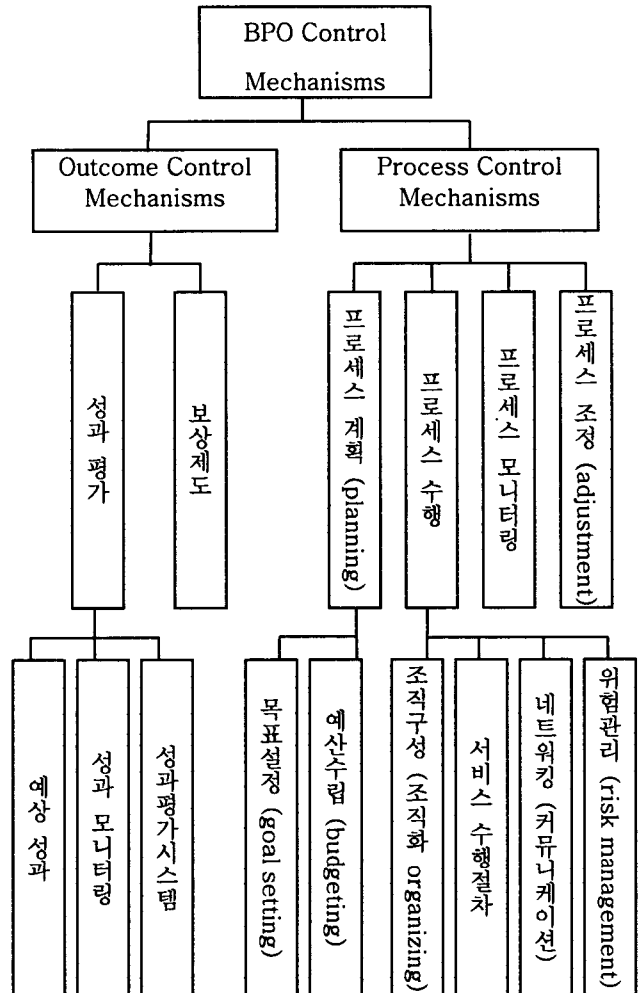 BPO Control
Mechanisms
Outcome Control
Mechanisms
Process Control
Mechanisms
성과 평가
보상제도
프로세스 계획 (planning)
프로세스 수행
프로세스 모니터링
프로세스 조정 (adjustment)
예상 성과
성과 모니터링
성과평가시스템
목표설정 (goal setting)
예산수립 (budgeting)
조직구성 (조직화 organizing)
서비스 수행절차
네트워킹 (커뮤니케이션)
위험관리 (risk management)